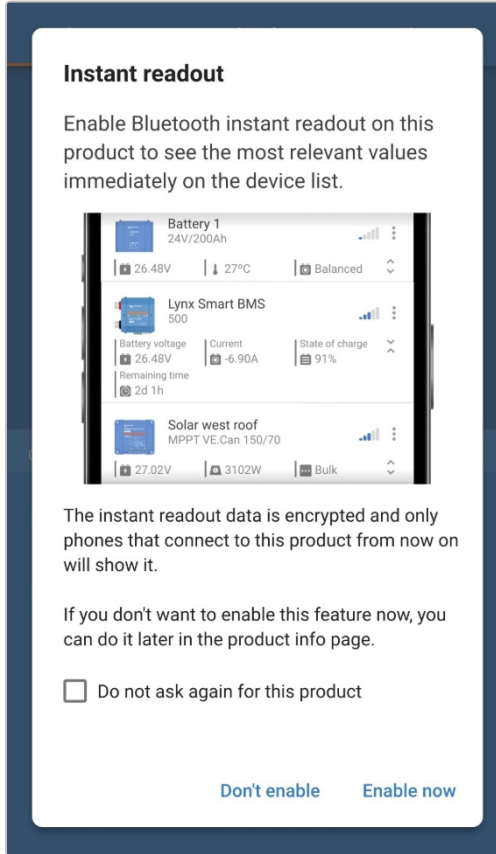 Instant readout
Enable Bluetooth instant readout on this
product to see the most relevant values
immediately on the device list.
Battery 1
24V/200Ah
26.48V
27ºC
Balanced
Lynx Smart BMS
500
Battery voltage
Current
State of charge
26.48V
-6.90A
91%
Remaining time
2d 1h
Solar west roof
MPPT VE.Can 150/70
27.02V
3102W
Bulk
The instant readout data is encrypted and only
phones that connect to this product from now on
will show it.
If you don't want to enable this feature now, you
can do it later in the product info page.
Do not ask again for this product
Don't enable
Enable now